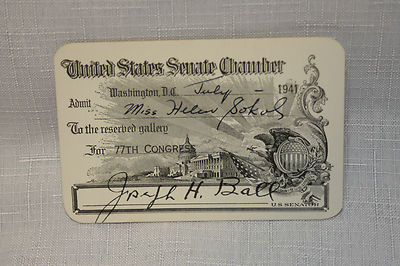 United States Senate Chamber
Washington, D.C. July - 1941
Admit Miss Helen Sokol
To the reserved gallery
For 77TH CONGRESS
Joseph H. Ball
U.S. SENATOR